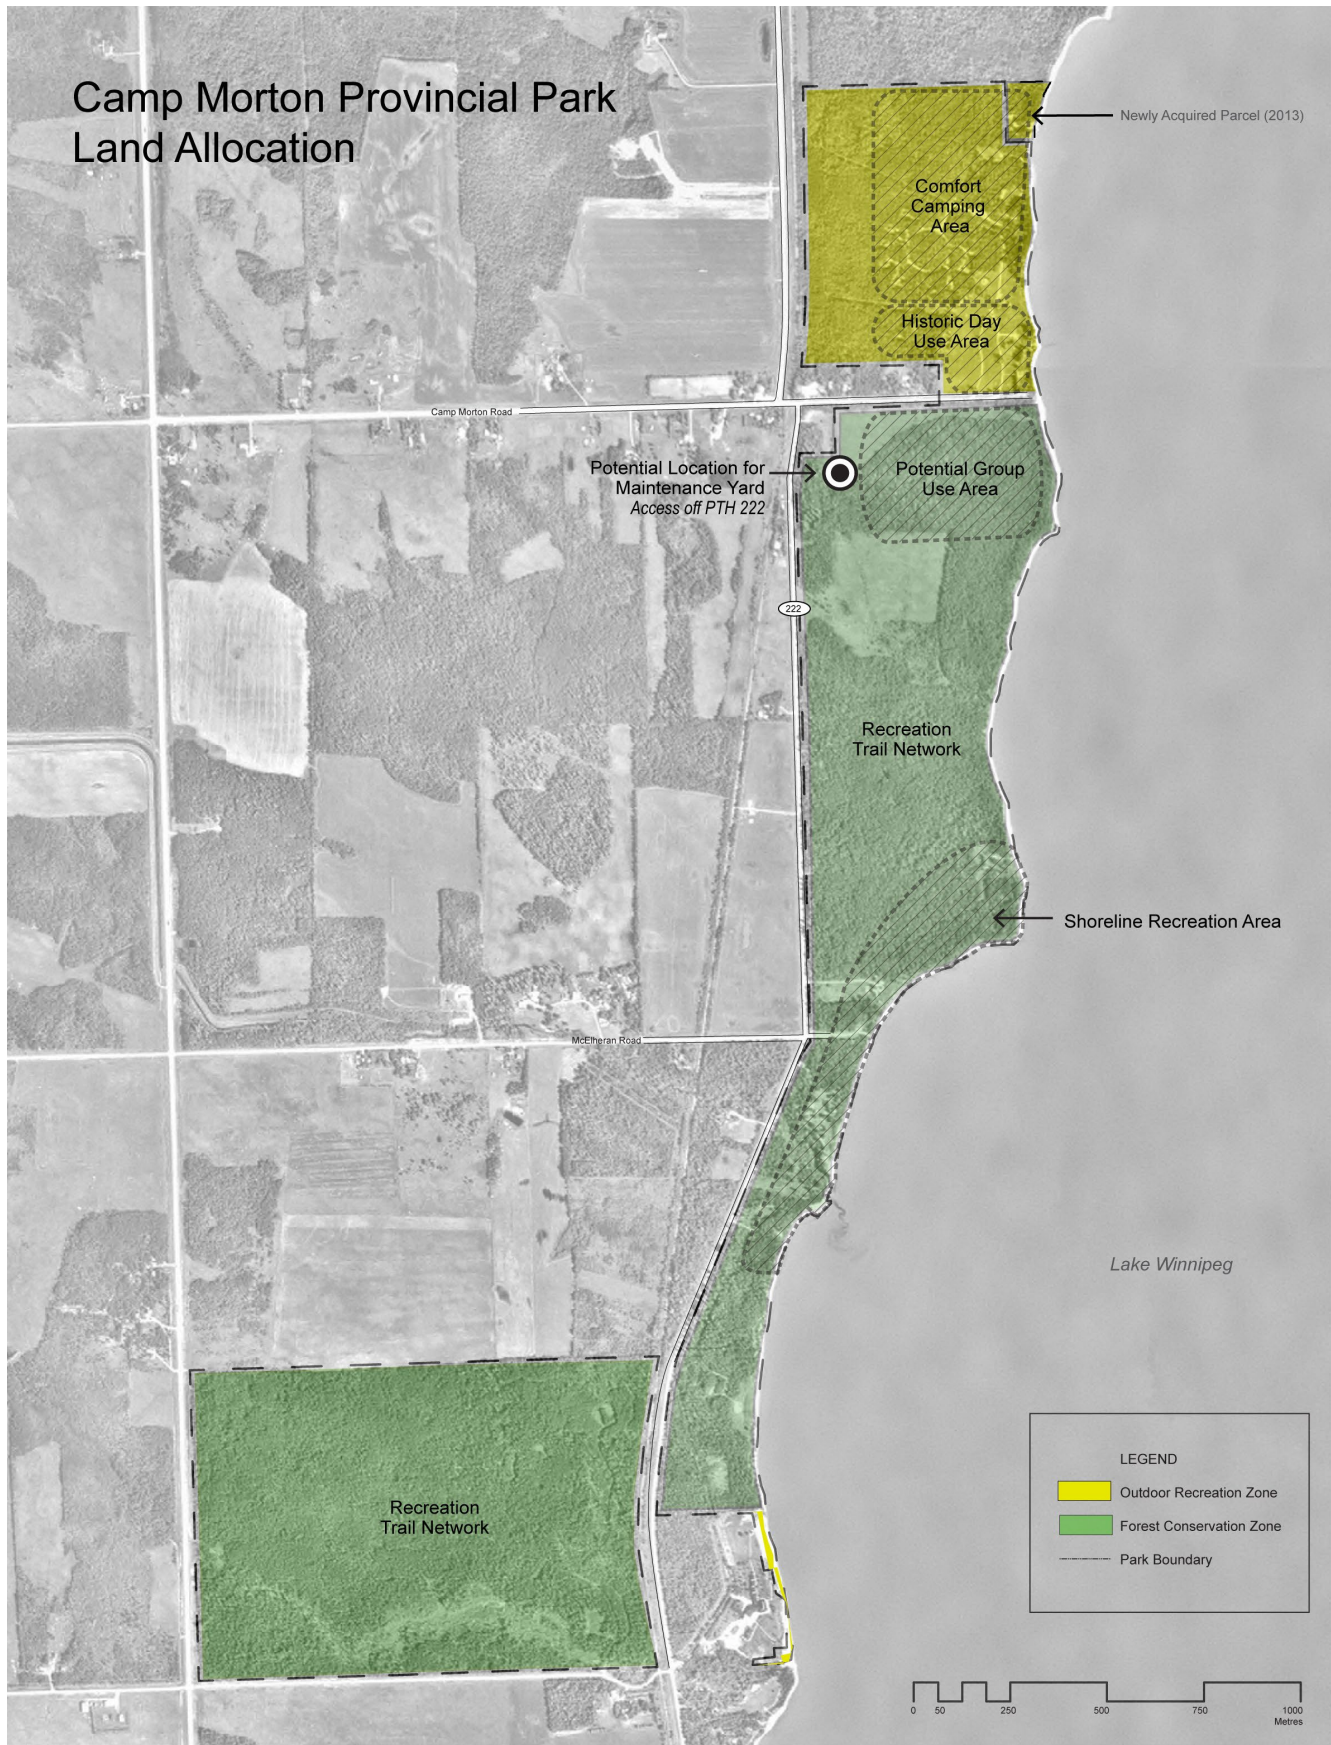 Camp Morton Provincial Park
Land Allocation
Newly Acquired Parcel (2013)
Comfort
Camping
Area
Historic Day
Use Area
Camp Morton Road
Potential Location for
Maintenance Yard
Access off PTH 222
Potential Group
Use Area
222
Recreation
Trail Network
Shoreline Recreation Area
McElheran Road
Lake Winnipeg
Recreation
Trail Network
LEGEND
Outdoor Recreation Zone
Forest Conservation Zone
Park Boundary
0 50 250 500 750 1000
Metres